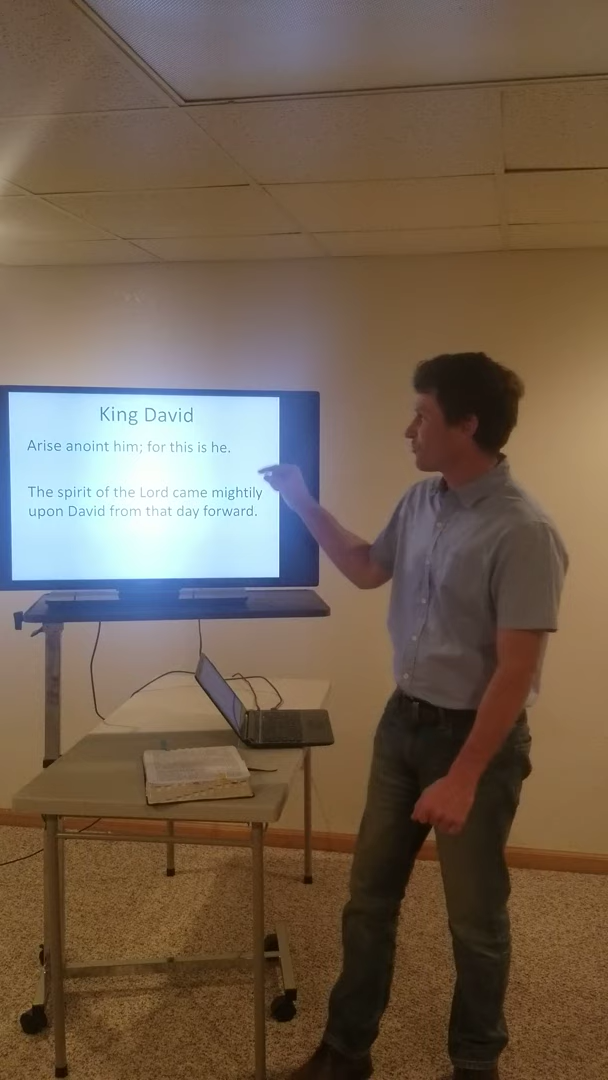 King David
Arise anoint him; for this is he.
The spirit of the Lord came mightily
upon David from that day forward.